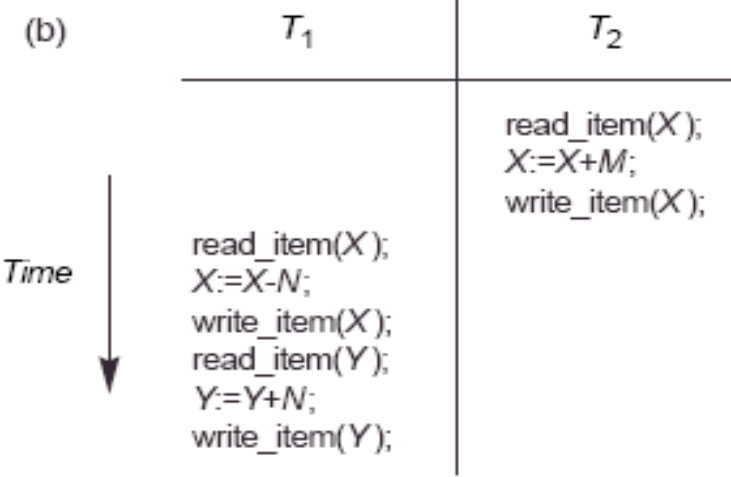 (b) T1 T2
read_item(X);
X:=X+M;
write_item(X);
read_item(X);
Time X:=X-N;
write_item(X);
read_item(Y);
Y:=Y+N;
write_item(Y);